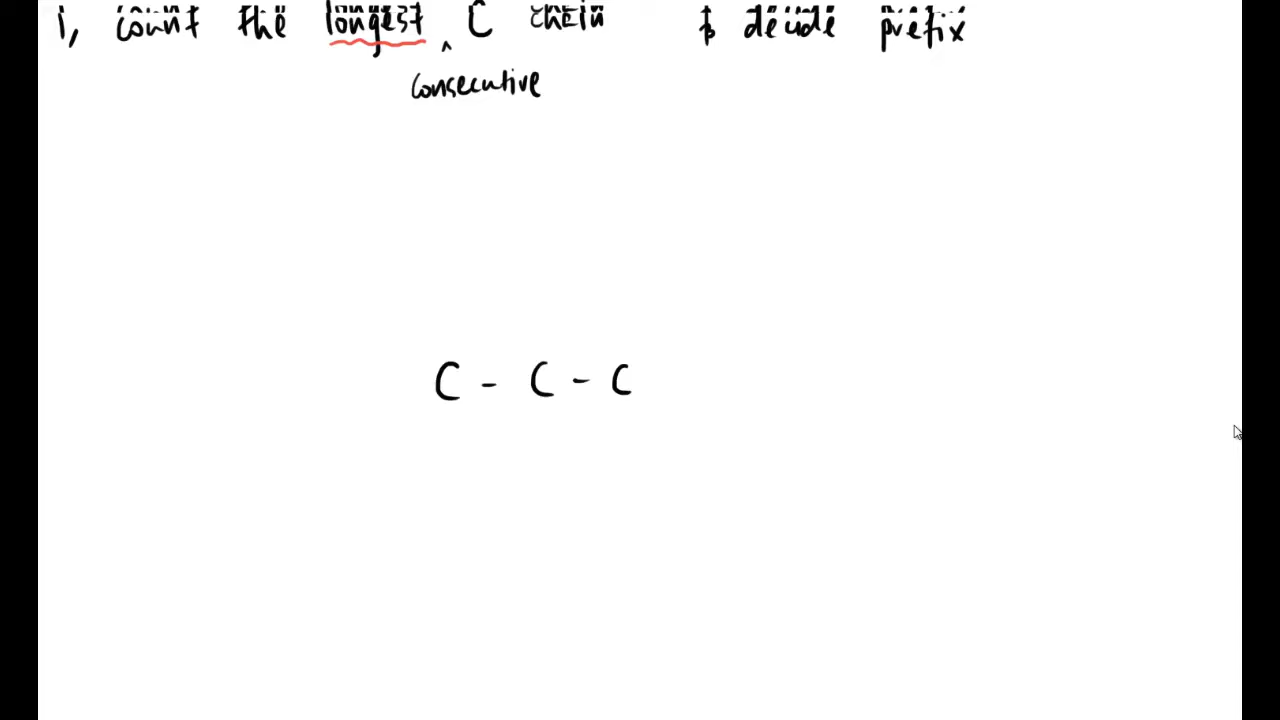 1, count the longest ^ C chain & decide prefix
consecutive
C - C - C